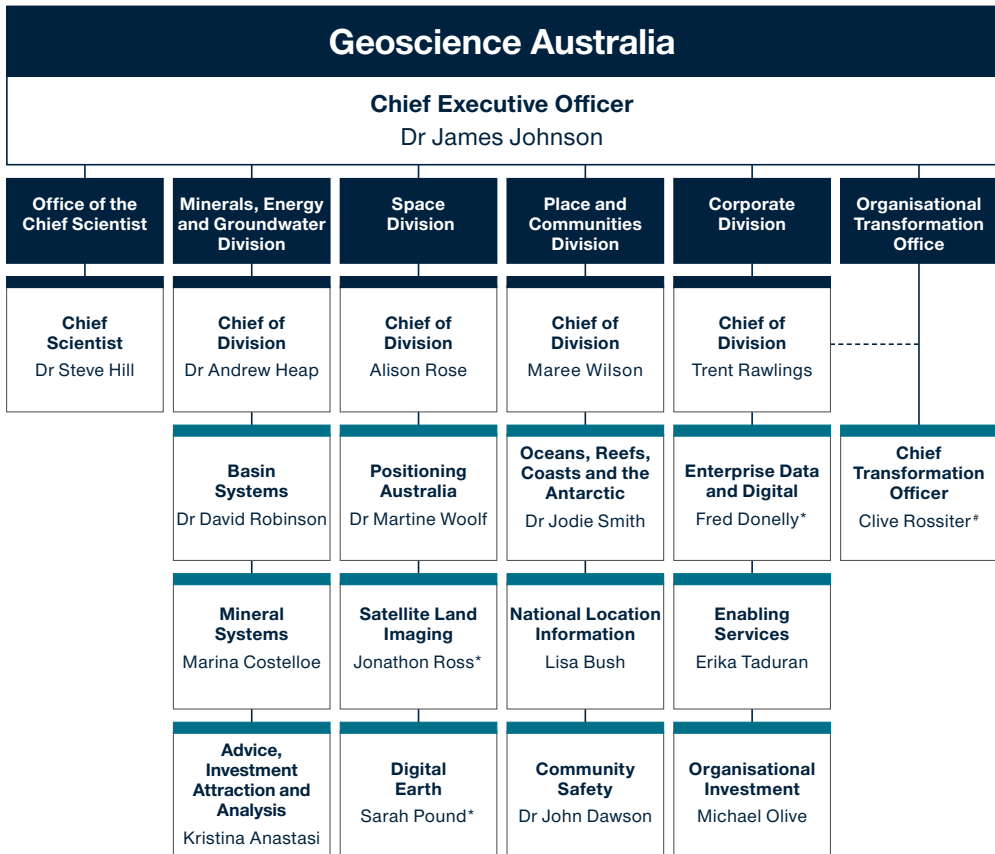 Geoscience Australia
Chief Executive Officer
Dr James Johnson
Office of the
Chief Scientist
Minerals, Energy
and Groundwater
Division
Space
Division
Place and
Communities
Division
Corporate
Division
Organisational
Transformation
Office
Chief
Scientist
Dr Steve Hill
Chief of
Division
Dr Andrew Heap
Chief of
Division
Alison Rose
Chief of
Division
Maree Wilson
Chief of
Division
Trent Rawlings
Basin
Systems
Dr David Robinson
Positioning
Australia
Dr Martine Woolf
Oceans, Reefs,
Coasts and the
Antarctic
Dr Jodie Smith
Enterprise Data
and Digital
Fred Donelly*
Chief
Transformation
Officer
Clive Rossiter#
Mineral
Systems
Marina Costelloe
Satellite Land
Imaging
Jonathon Ross*
National Location
Information
Lisa Bush
Enabling
Services
Erika Taduran
Advice,
Investment
Attraction and
Analysis
Kristina Anastasi
Digital
Earth
Sarah Pound*
Community
Safety
Dr John Dawson
Organisational
Investment
Michael Olive